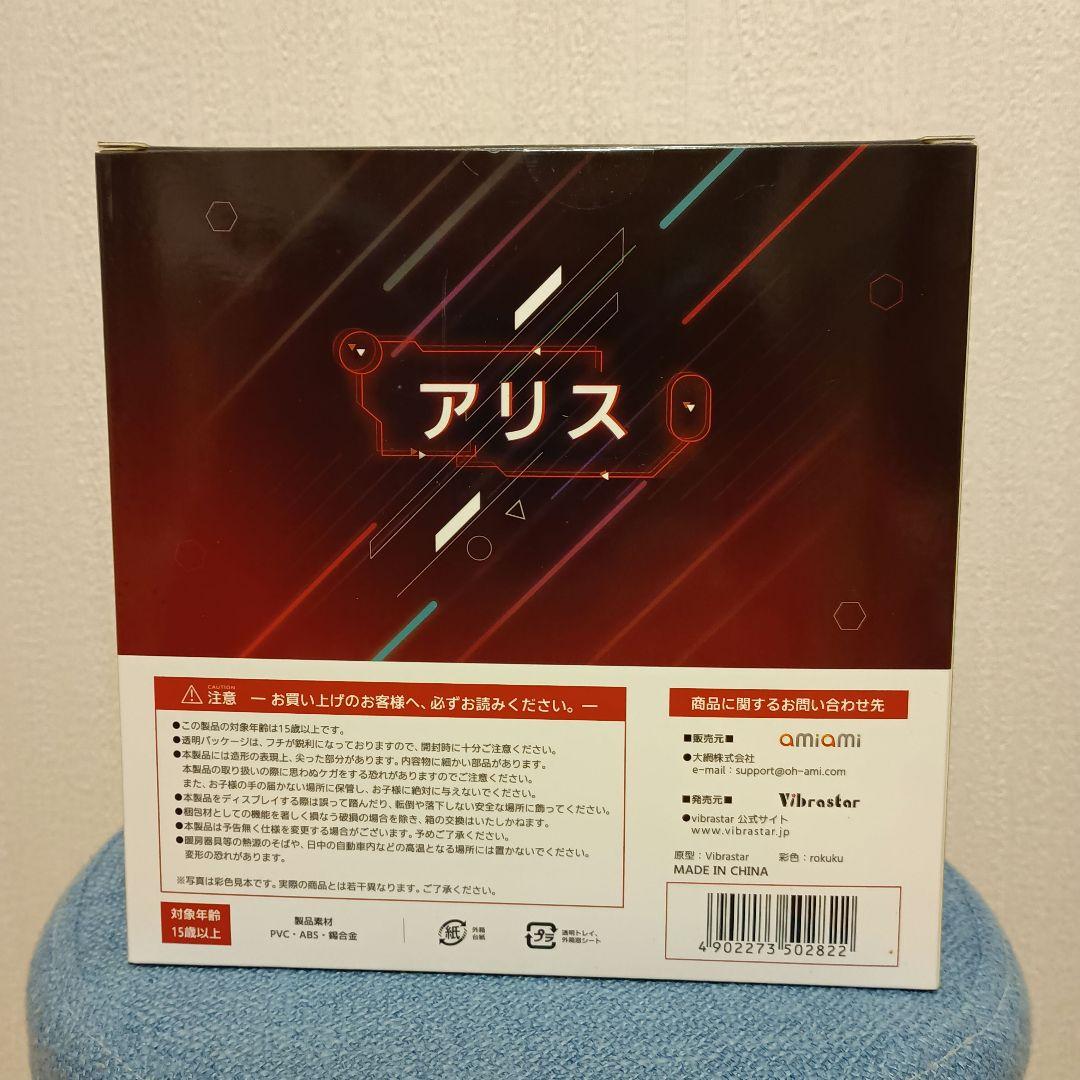 アリス
CAUTION
注意 ― お買い上げのお客様へ、必ずお読みください。―
●この製品の対象年齢は15歳以上です。
●透明パッケージは、フチが鋭利になっておりますので、開封時に十分ご注意ください。
●本製品には造形の表現上、尖った部分があります。内容物に細かい部品があります。
本製品の取り扱いの際に思わぬケガをする恐れがありますのでご注意ください。
また、お子様の手の届かない場所に保管し、お子様に絶対に与えないでください。
●本製品をディスプレイする際は誤って踏んだり、転倒や落下しない安全な場所に飾ってください。
●梱包材としての機能を著しく損なう破損の場合を除き、箱の交換はいたしかねます。
●本製品は予告無く仕様を変更する場合がございます。予めご了承ください。
●暖房器具等の熱源のそばや、日中の自動車内などの高温となる場所には置かないでください。
変形の恐れがあります。
※写真は彩色見本です。実際の商品とは若干異なります。ご了承ください。
対象年齢
15歳以上
製品素材
PVC・ABS・錫合金
紙
外箱
台紙
プラ
透明トレイ、
外箱窓シート
商品に関するお問い合わせ先
■販売元■ amiami
●大網株式会社
e-mail : support@oh-ami.com
■発売元■ Vibrastar
●vibrastar 公式サイト
www.vibrastar.jp
原型 : Vibrastar 彩色 : rokuku
MADE IN CHINA
4 902273 502822